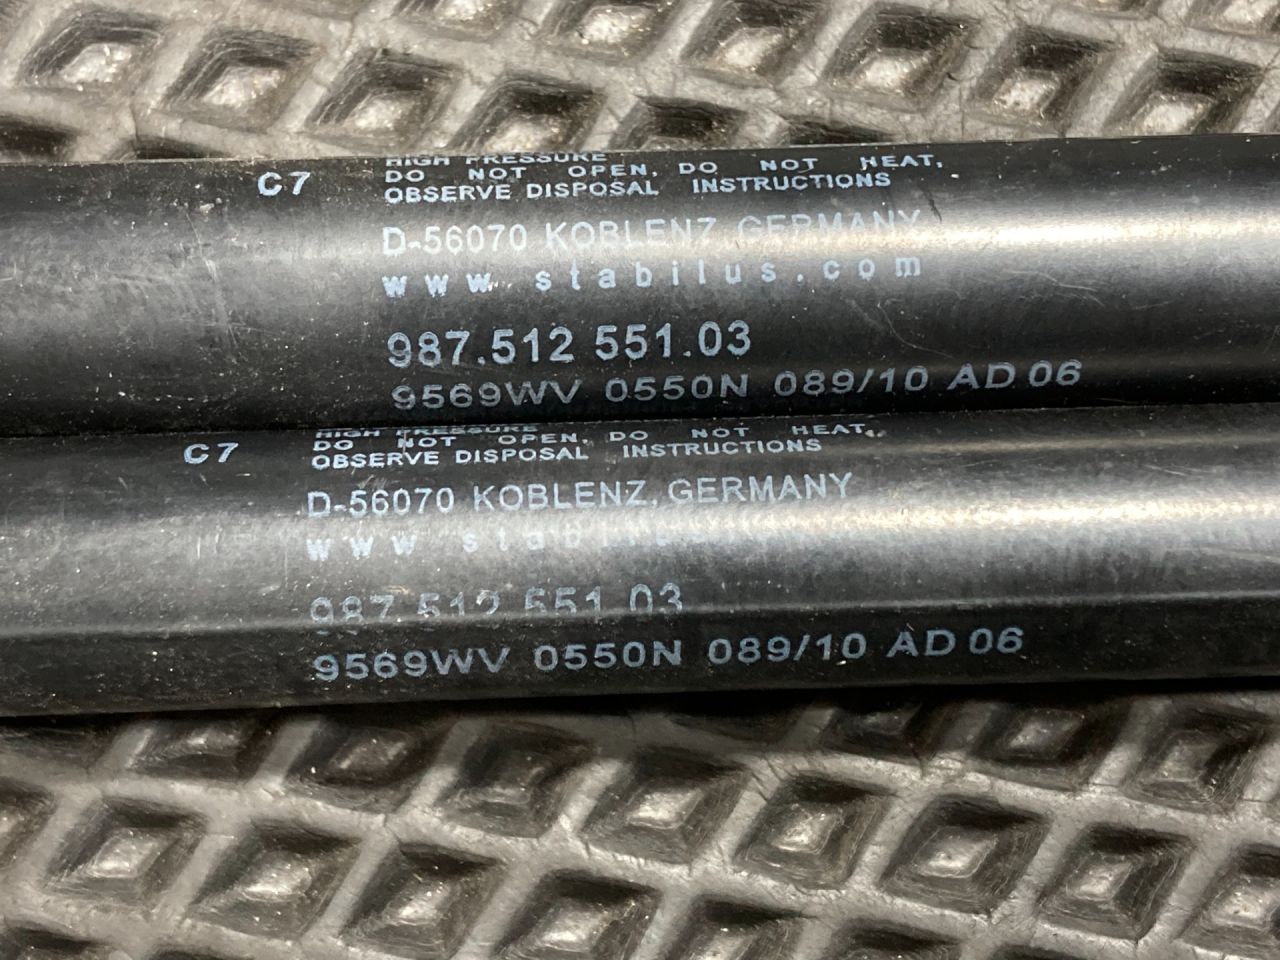 C7
HIGH PRESSURE
DO NOT OPEN, DO NOT HEAT,
OBSERVE DISPOSAL INSTRUCTIONS
D-56070 KOBLENZ, GERMANY
www.stabilus.com
987.512 551.03
9569WV 0550N 089/10 AD 06
C7
HIGH PRESSURE
DO NOT OPEN, DO NOT HEAT,
OBSERVE DISPOSAL INSTRUCTIONS
D-56070 KOBLENZ, GERMANY
www stabilus
987.512 551.03
9569WV 0550N 089/10 AD 06